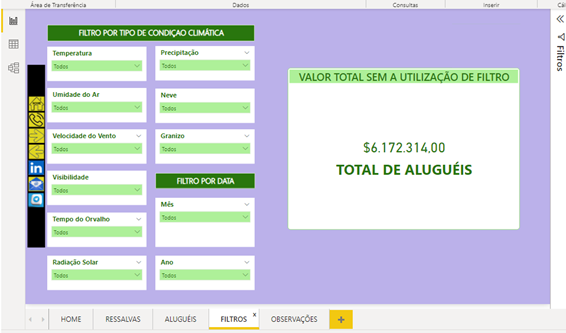 Área de Transferência
Dados
Consultas
Inserir
Cál
FILTRO POR TIPO DE CONDIÇAO CLIMÁTICA
Temperatura
Todos
Precipitação
Todos
Umidade do Ar
Todos
Neve
Todos
Velocidade do Vento
Todos
Granizo
Todos
Visibilidade
Todos
FILTRO POR DATA
Tempo do Orvalho
Todos
Mês
Todos
Radiação Solar
Todos
Ano
Todos
in
VALOR TOTAL SEM A UTILIZAÇÃO DE FILTRO
$6.172.314,00
TOTAL DE ALUGUÉIS
Filtros
HOME
RESSALVAS
ALUGUÉIS
FILTROS
x
OBSERVAÇÕES
+